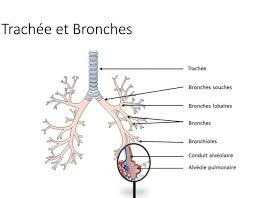 Trachée et Bronches
Trachée
Bronches souches
Bronches lobaires
Bronches
Bronchioles
Conduit alvéolaire
Alvéole pulmonaire